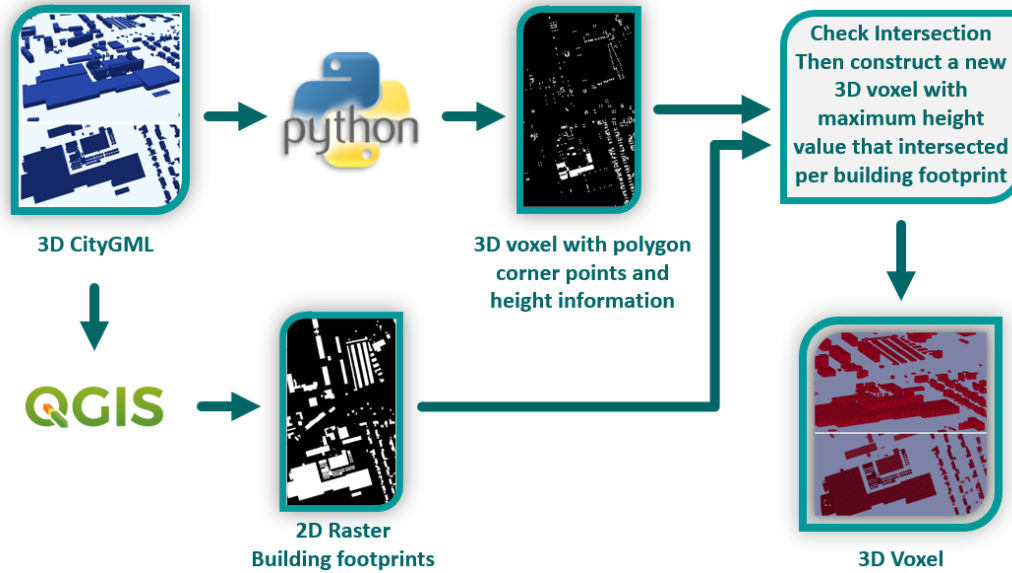 Check Intersection
Then construct a new
3D voxel with
maximum height
value that intersected
per building footprint
python
3D CityGML
3D voxel with polygon
corner points and
height information
QGIS
2D Raster
Building footprints
3D Voxel